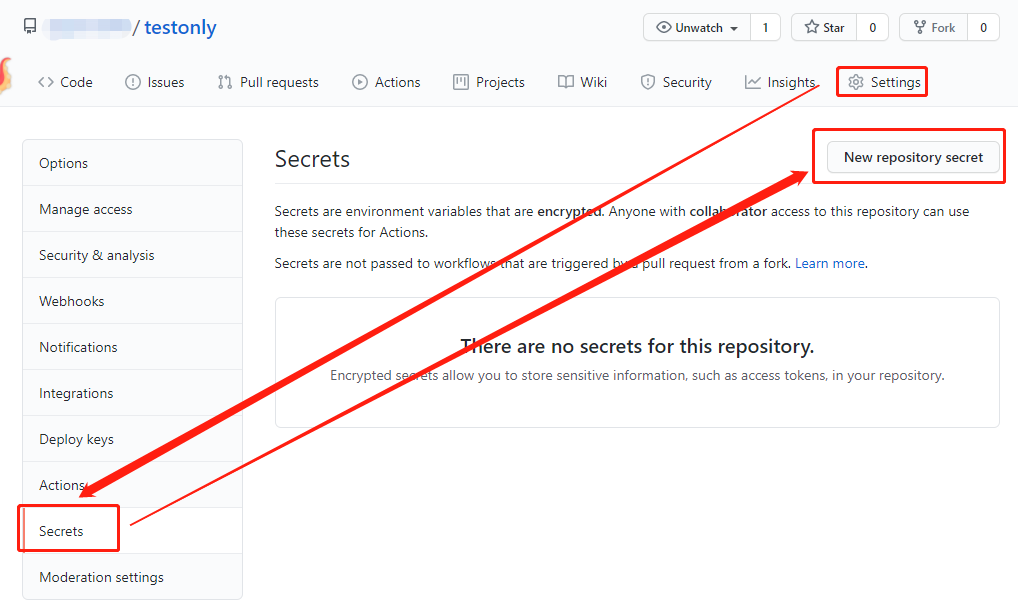 / testonly
Unwatch 1
Star 0
Fork 0
Code
Issues
Pull requests
Actions
Projects
Wiki
Security
Insights
Settings
Options
Manage access
Security & analysis
Webhooks
Notifications
Integrations
Deploy keys
Actions
Secrets
Moderation settings
Secrets
New repository secret
Secrets are environment variables that are encrypted. Anyone with collaborator access to this repository can use
these secrets for Actions.
Secrets are not passed to workflows that are triggered by a pull request from a fork. Learn more.
There are no secrets for this repository.
Encrypted secrets allow you to store sensitive information, such as access tokens, in your repository.